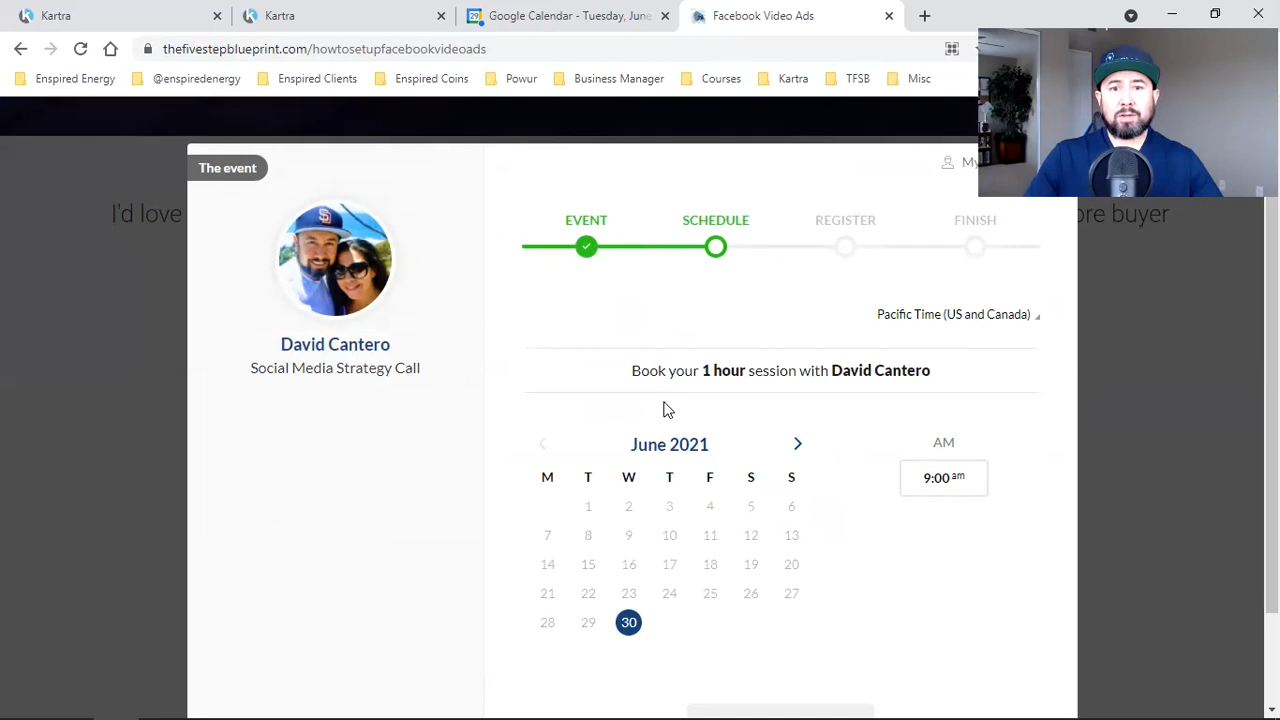 Kartra
Kartra
Google Calendar - Tuesday, June
Facebook Video Ads
thefivestepblueprint.com/howtosetupfacebookvideoads
Enspired Energy
@enspiredenergy
Enspired Clients
Enspired Coins
Powur
Business Manager
Courses
Kartra
TFSB
Misc
The event
My
I'd love
ore buyer
EVENT
SCHEDULE
REGISTER
FINISH
David Cantero
Social Media Strategy Call
Pacific Time (US and Canada)
Book your 1 hour session with David Cantero
June 2021
AM
M T W T F S S
9:00 am
1 2 3 4 5 6
7 8 9 10 11 12 13
14 15 16 17 18 19 20
21 22 23 24 25 26 27
28 29 30